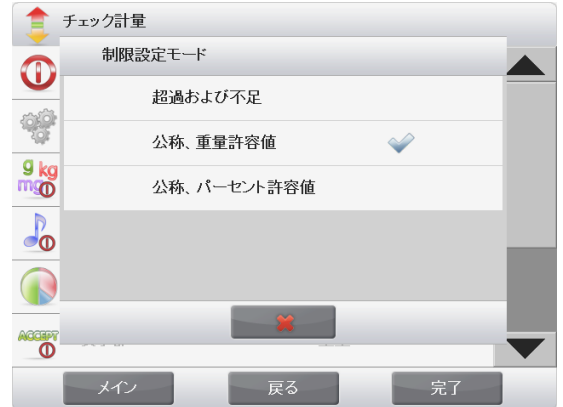 チェック計量
制限設定モード
超過および不足
公称、重量許容値
公称、パーセント許容値
g kg
mg
ACCEPT
メイン
戻る
完了